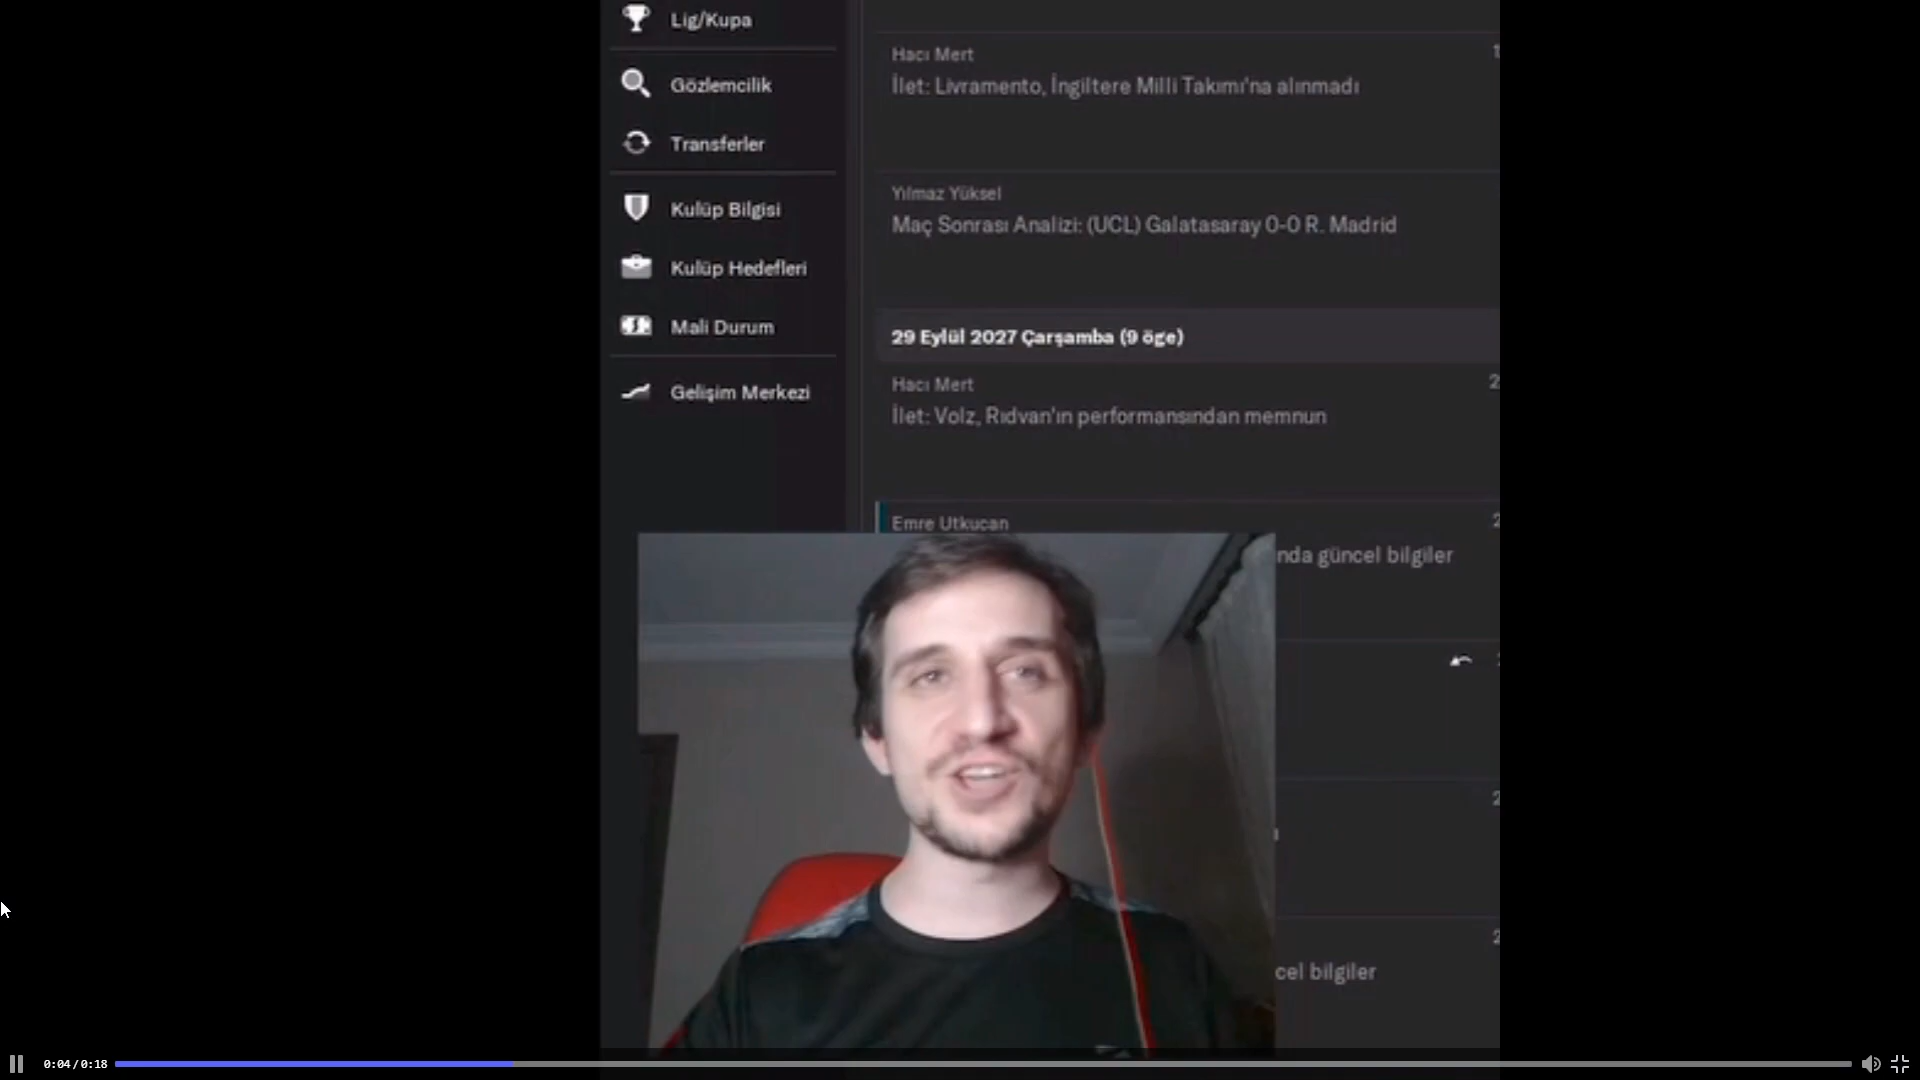 Lig/Kupa
Gözlemcilik
Transferler
Kulüp Bilgisi
Kulüp Hedefleri
Mali Durum
Gelişim Merkezi
Hacı Mert
İlet: Livramento, İngiltere Milli Takımı'na alınmadı
Yılmaz Yüksel
Maç Sonrası Analizi: (UCL) Galatasaray 0-0 R. Madrid
29 Eylül 2027 Çarşamba (9 öge)
Hacı Mert
İlet: Volz, Rıdvan'ın performansından memnun
Emre Utkucan
güncel bilgiler
bilgiler
0:04/0:18